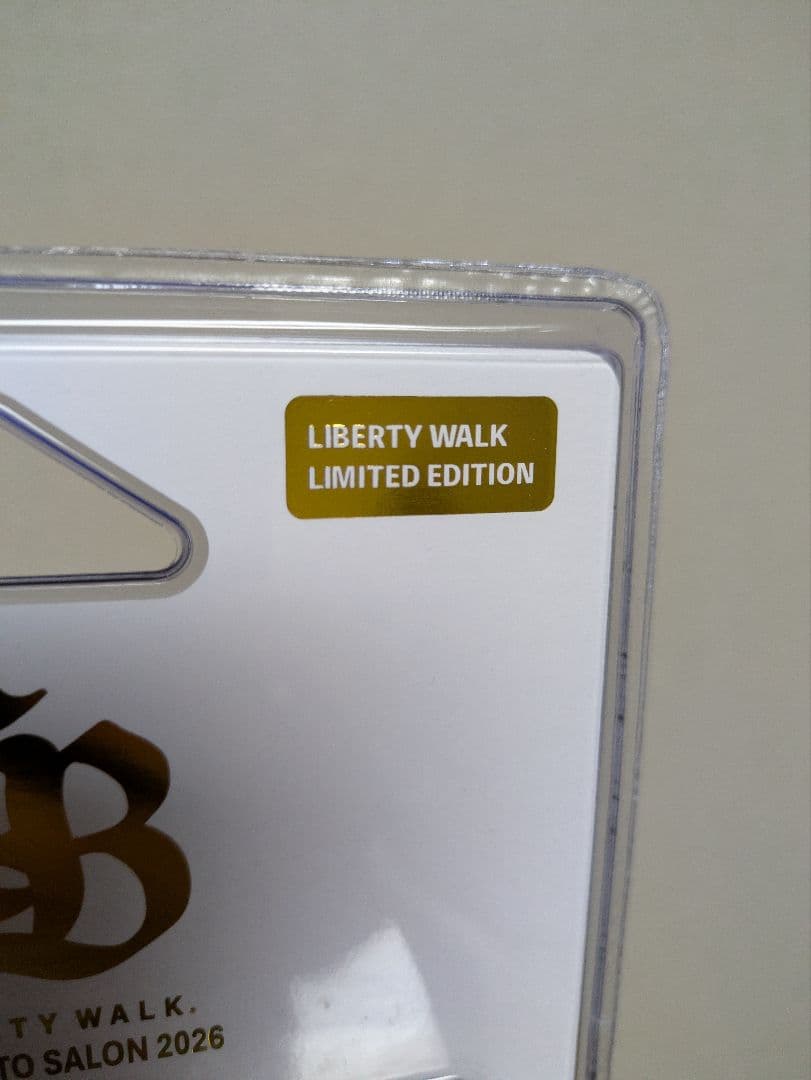 LIBERTY WALK
LIMITED EDITION
B
TY WALK.
TO SALON 2026